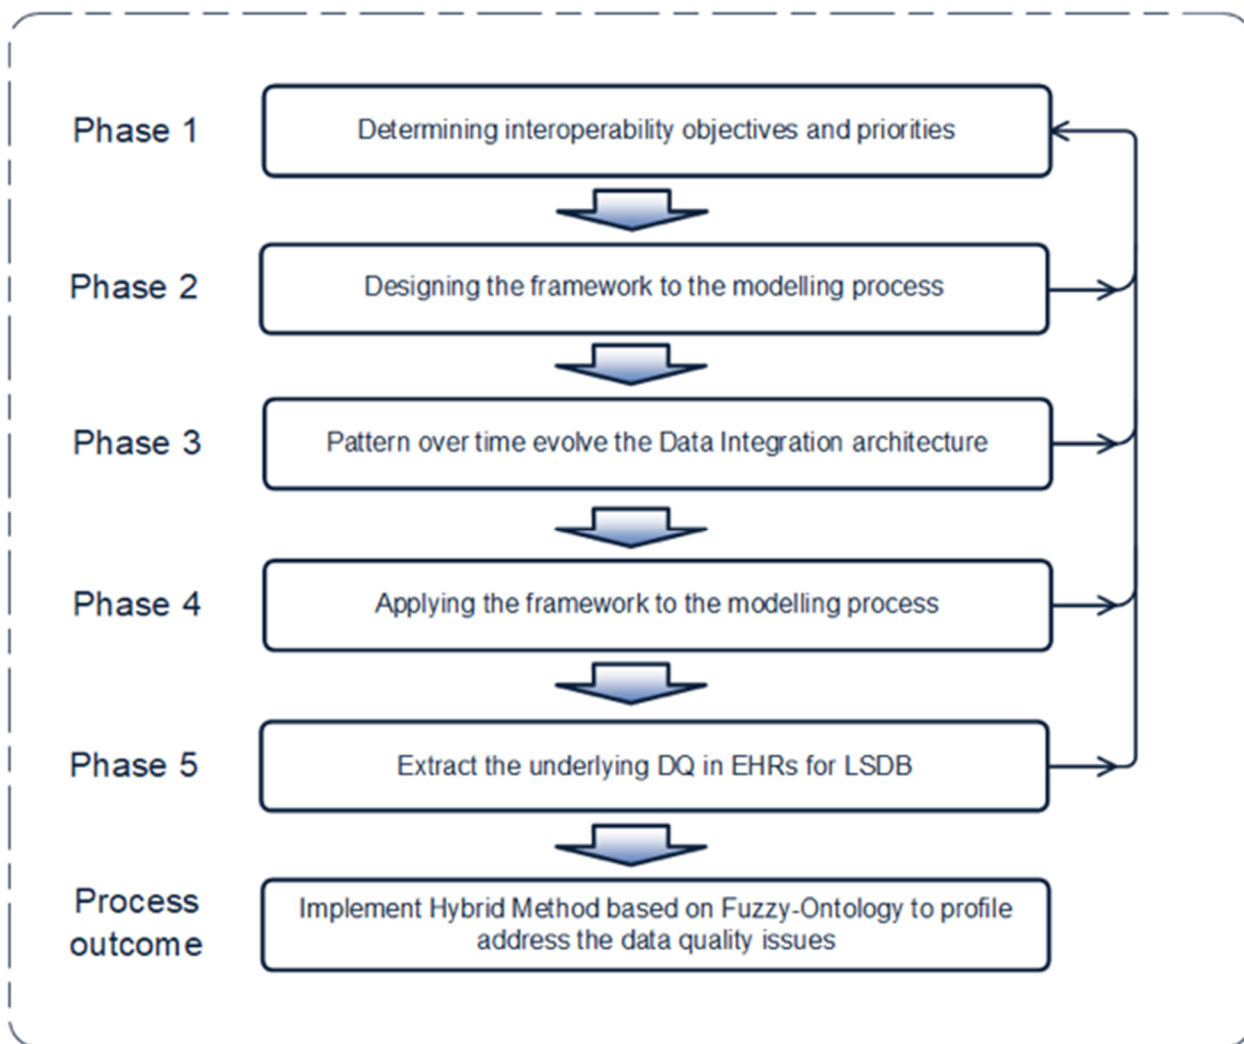 Phase 1
Determining interoperability objectives and priorities
Phase 2
Designing the framework to the modelling process
Phase 3
Pattern over time evolve the Data Integration architecture
Phase 4
Applying the framework to the modelling process
Phase 5
Extract the underlying DQ in EHRs for LSDB
Process
outcome
Implement Hybrid Method based on Fuzzy-Ontology to profile
address the data quality issues